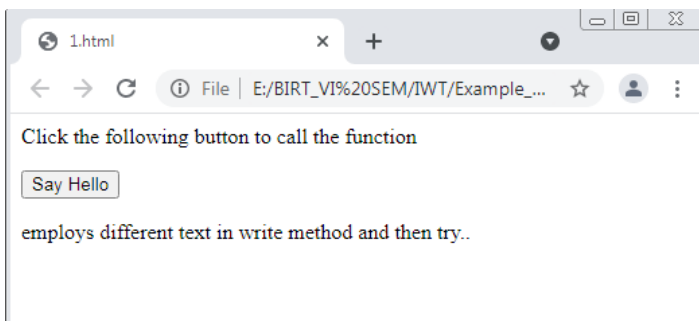 1.html
File E:/BIRT_VI%20SEM/IWT/Example_...
Click the following button to call the function
Say Hello
employs different text in write method and then try..